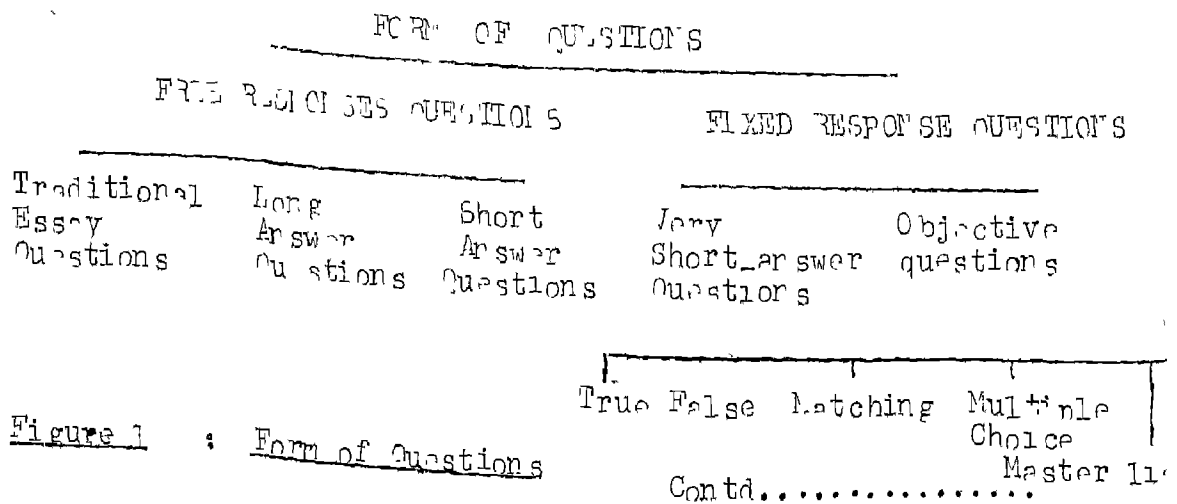 FORM OF QUESTIONS
FREE RESPONSES QUESTIONS FIXED RESPONSE QUESTIONS
Traditional Long Short Very Objective
Essay Answer Answer Short-answer questions
Questions Questions Questions Questions
True False Matching Multiple
Choice
Master
Figure 1 : Form of Questions
Contd.................